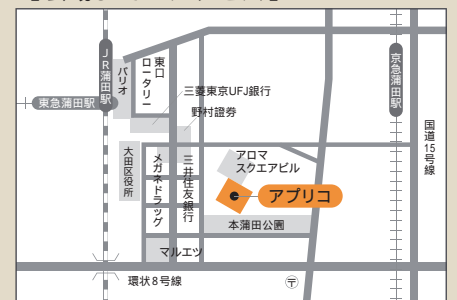 JR蒲田駅
パリオ
東口
ロータリー
三菱東京UFJ銀行
野村證券
京急蒲田駅
東急蒲田駅
国道15号線
大田区役所
メガネドラッグ
三井住友銀行
アロマ
スクエアビル
アプリコ
本蒲田公園
マルエツ
環状8号線
〒